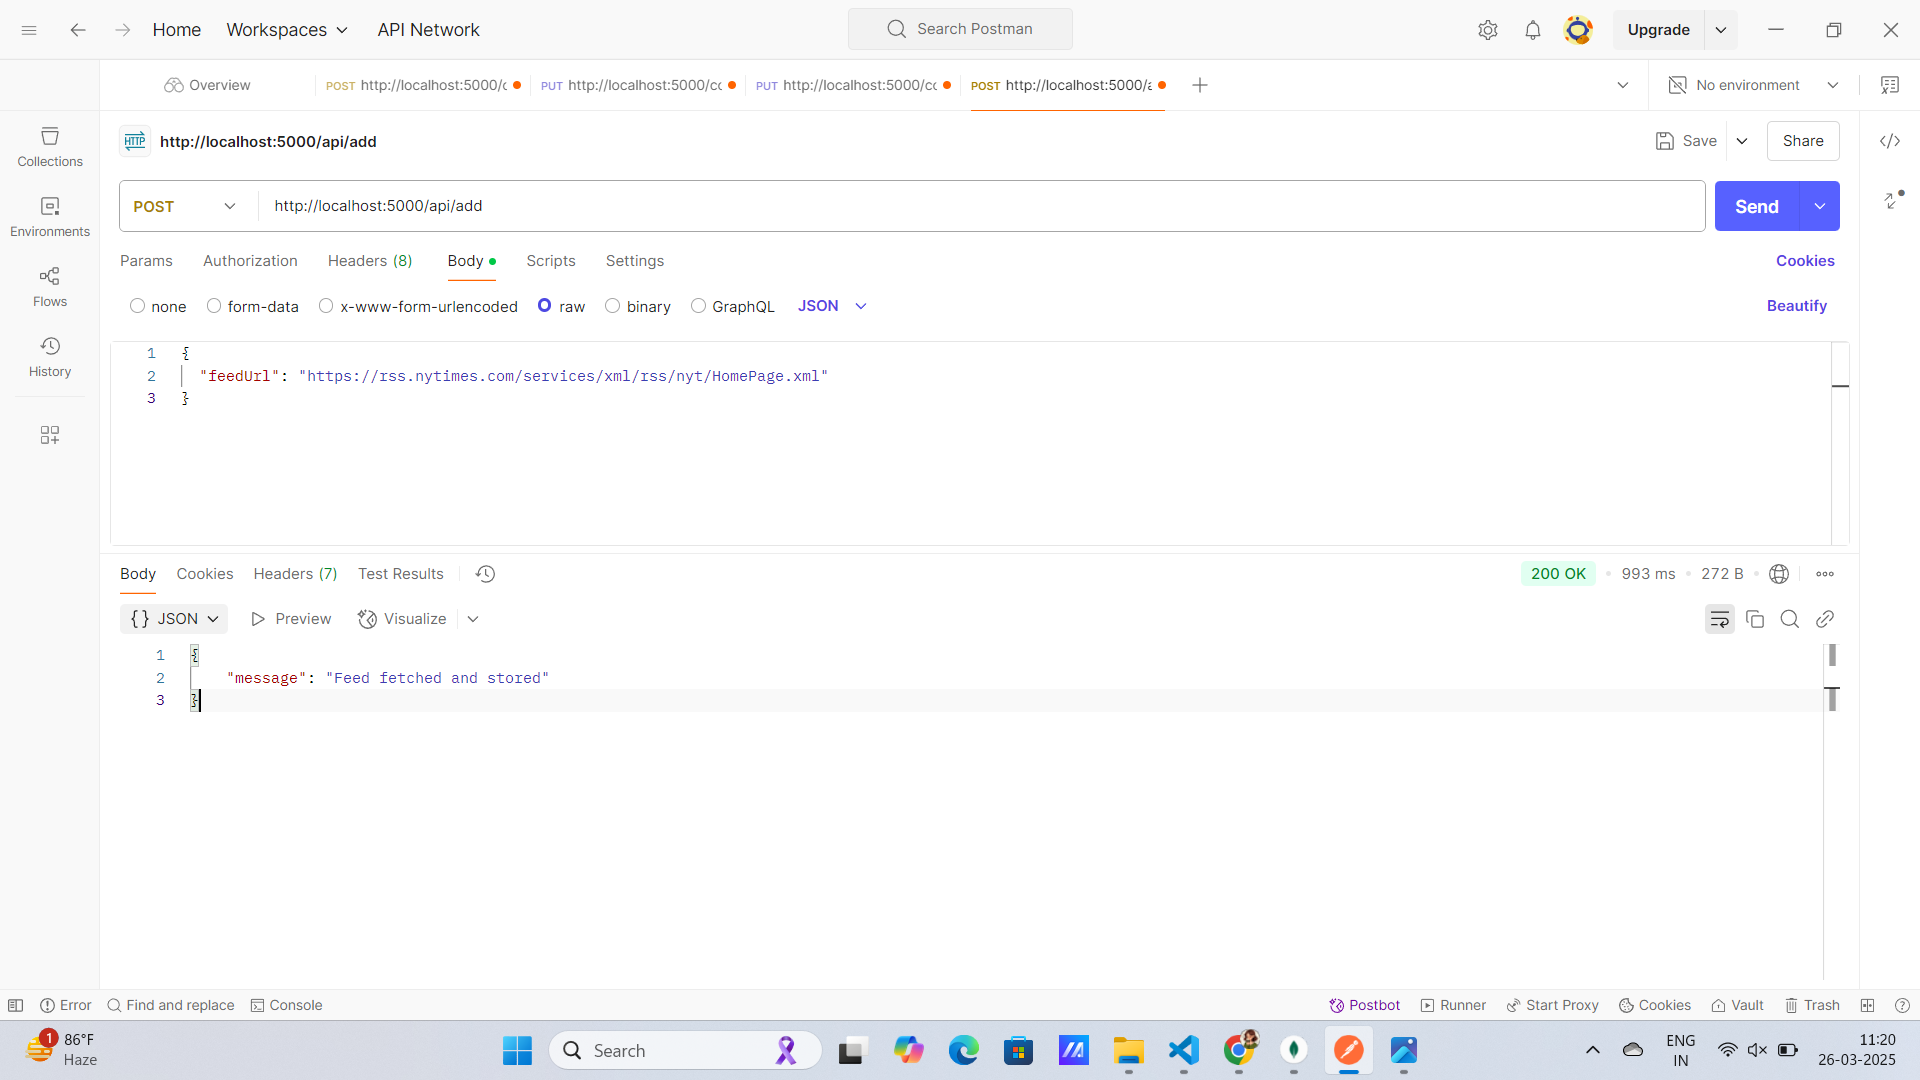 Home Workspaces API Network Search Postman Upgrade
Overview POST http://localhost:5000/c PUT http://localhost:5000/cc PUT http://localhost:5000/cc POST http://localhost:5000/a No environment
HTTP http://localhost:5000/api/add Save Share
Collections
Environments
Flows
History
POST http://localhost:5000/api/add Send
Params Authorization Headers (8) Body Scripts Settings Cookies
none form-data x-www-form-urlencoded raw binary GraphQL JSON Beautify
1 {
2 "feedUrl": "https://rss.nytimes.com/services/xml/rss/nyt/HomePage.xml"
3 }
Body Cookies Headers (7) Test Results 200 OK 993 ms 272 B
{} JSON Preview Visualize
1 {
2 "message": "Feed fetched and stored"
3 }
Error Find and replace Console Postbot Runner Start Proxy Cookies Vault Trash
1 86°F
Haze
Search
ENG
IN
11:20
26-03-2025